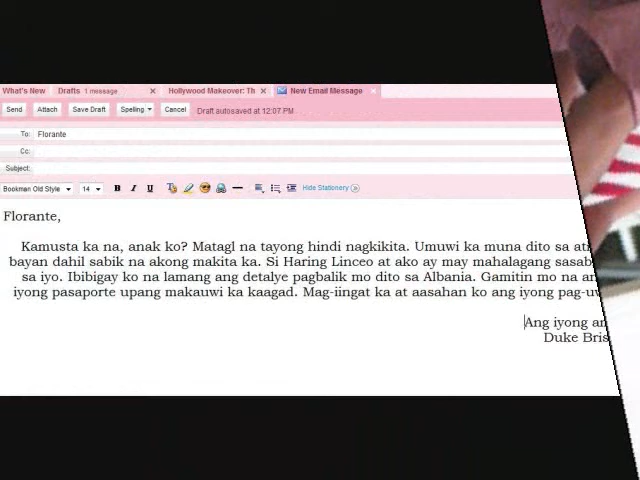 What's New Drafts 1 message Hollywood Makeover: Th New Email Message
Send Attach Save Draft Spelling Cancel Draft autosaved at 12:07 PM
To: Florante
Cc:
Subject:
Bookman Old Style 14 B I U Hide Stationery
Florante,
Kamusta ka na, anak ko? Matagl na tayong hindi nagkikita. Umuwi ka muna dito sa
bayan dahil sabik na akong makita ka. Si Haring Linceo at ako ay may mahalagang
sa iyo. Ibibigay ko na lamang ang detalye pagbalik mo dito sa Albania. Gamitin mo na
iyong pasaporte upang makauwi ka kaagad. Mag-iingat ka at aasahan ko ang iyong
Ang iyong
Duke